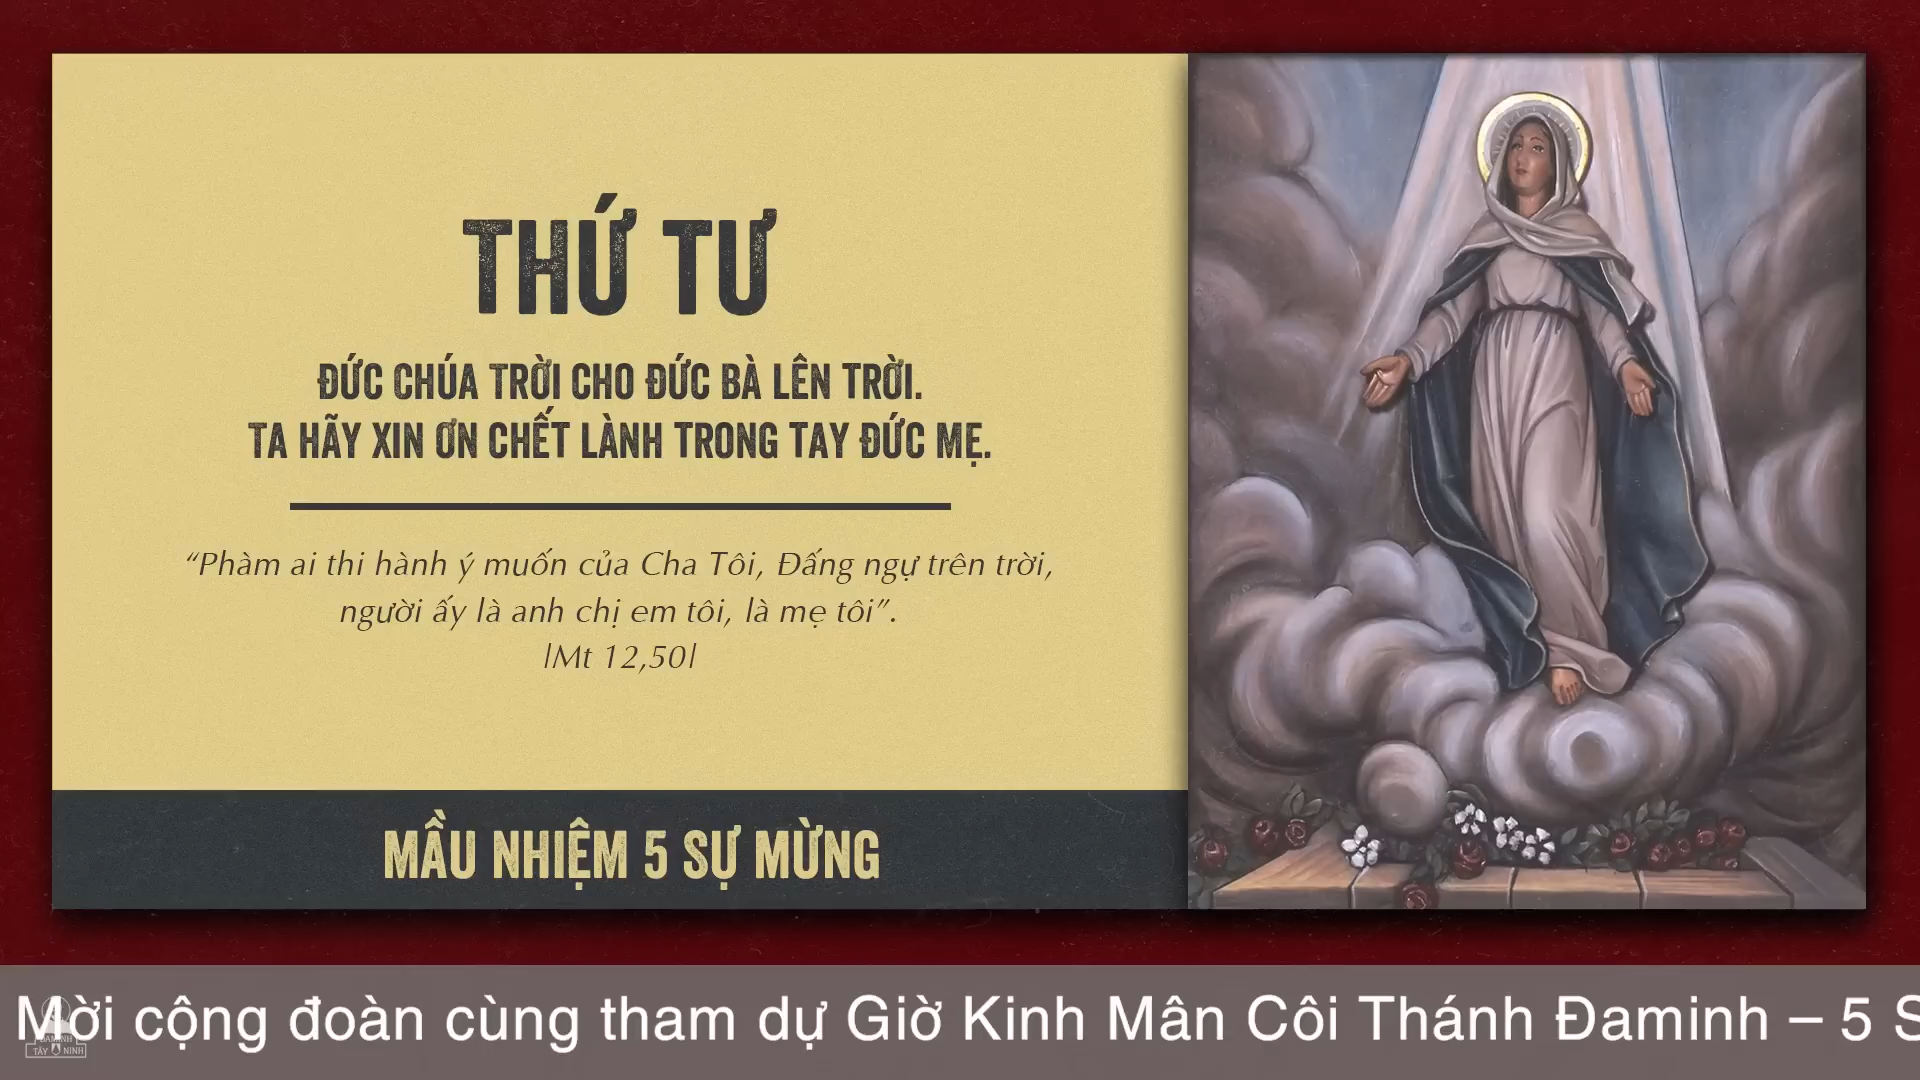 THỨ TƯ
ĐỨC CHÚA TRỜI CHO ĐỨC BÀ LÊN TRỜI.
TA HÃY XIN ƠN CHẾT LÀNH TRONG TAY ĐỨC MẸ.
“Phàm ai thi hành ý muốn của Cha Tôi, Đấng ngự trên trời,
người ấy là anh chị em tôi, là mẹ tôi”.
|Mt 12,50|
MẦU NHIỆM 5 SỰ MỪNG
Mời cộng đoàn cùng tham dự Giờ Kinh Mân Côi Thánh Đaminh – 5 S
ĐAMINH
TÂY NINH